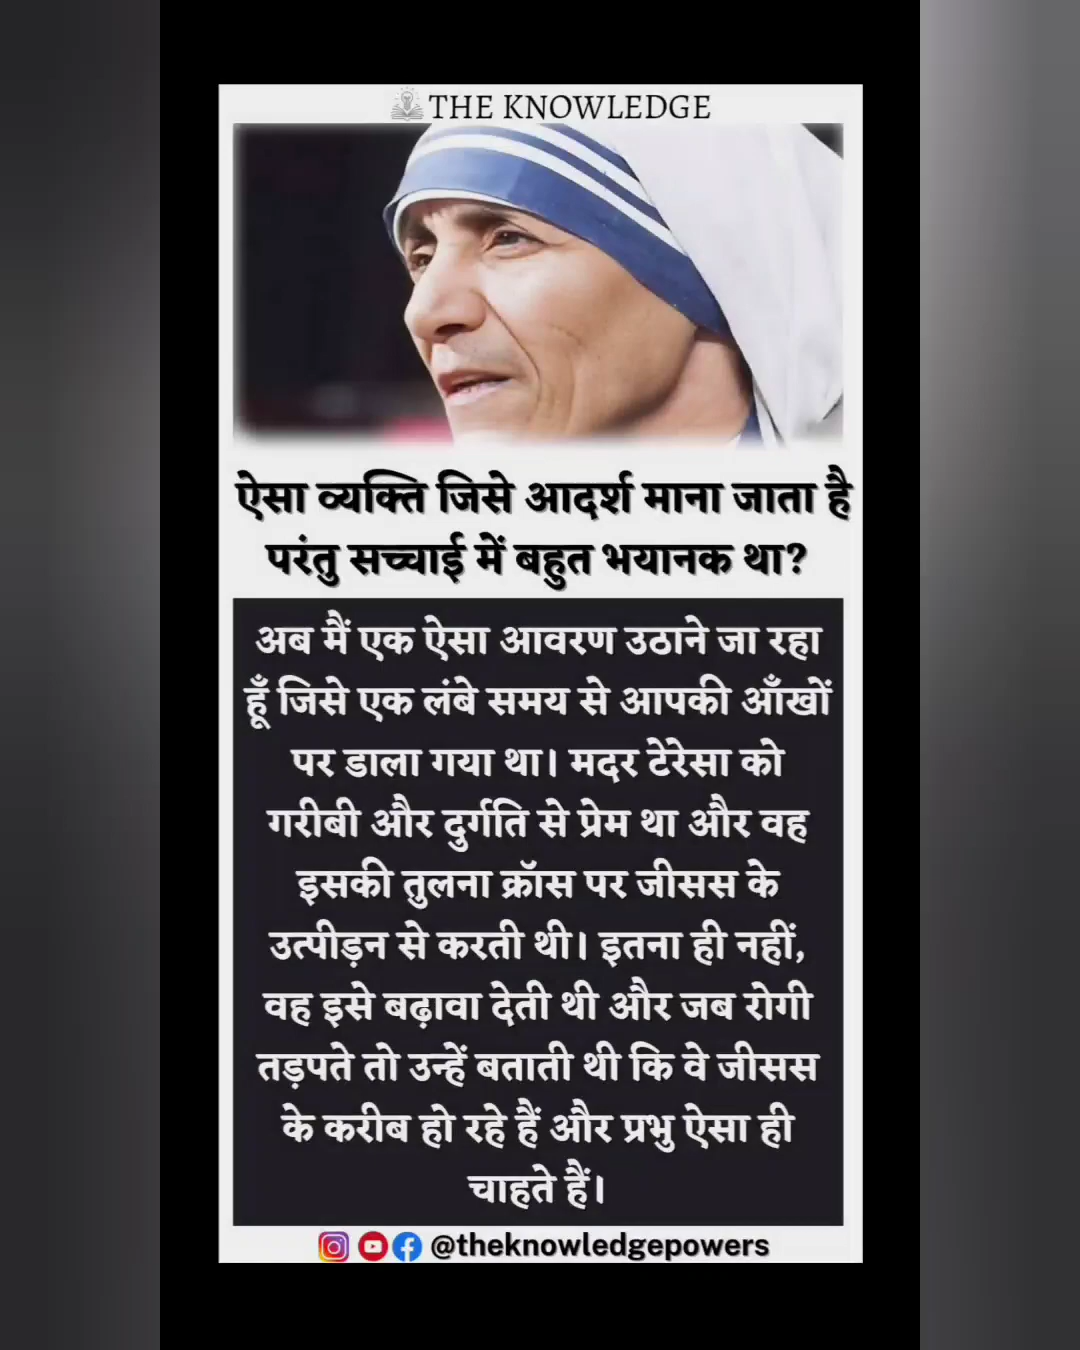 THE KNOWLEDGE
ऐसा व्यक्ति जिसे आदर्श माना जाता है
परंतु सच्चाई में बहुत भयानक था?
अब मैं एक ऐसा आवरण उठाने जा रहा
हूँ जिसे एक लंबे समय से आपकी आँखों
पर डाला गया था। मदर टेरेसा को
गरीबी और दुर्गति से प्रेम था और वह
इसकी तुलना क्रॉस पर जीसस के
उत्पीड़न से करती थी। इतना ही नहीं,
वह इसे बढ़ावा देती थी और जब रोगी
तड़पते तो उन्हें बताती थी कि वे जीसस
के करीब हो रहे हैं और प्रभु ऐसा ही
चाहते हैं।
@theknowledgepowers